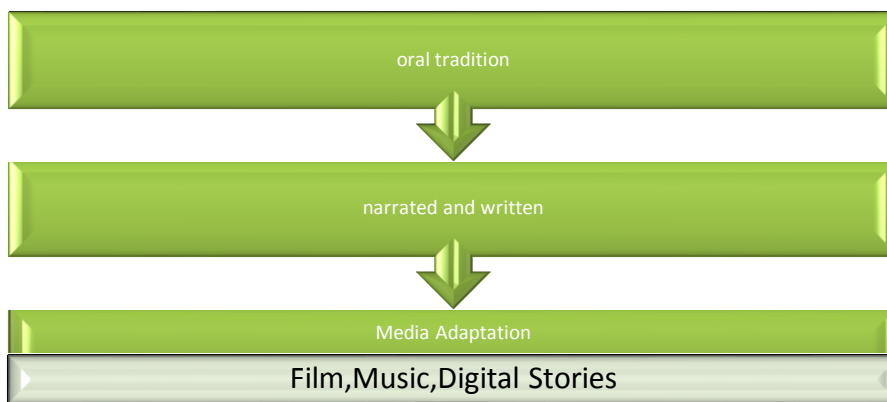 oral tradition
narrated and written
Media Adaptation
Film,Music,Digital Stories